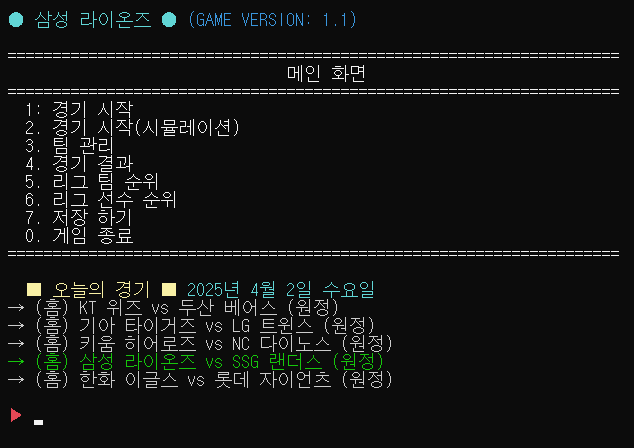 ● 삼성 라이온즈 ● (GAME VERSION: 1.1)
====================================================================
메인 화면
====================================================================
1: 경기 시작
2. 경기 시작(시뮬레이션)
3. 팀 관리
4. 경기 결과
5. 리그 팀 순위
6. 리그 선수 순위
7. 저장 하기
0. 게임 종료
====================================================================
■ 오늘의 경기 ■ 2025년 4월 2일 수요일
→ (홈) KT 위즈 vs 두산 베어스 (원정)
→ (홈) 기아 타이거즈 vs LG 트윈스 (원정)
→ (홈) 키움 히어로즈 vs NC 다이노스 (원정)
→ (홈) 삼성 라이온즈 vs SSG 랜더스 (원정)
→ (홈) 한화 이글스 vs 롯데 자이언츠 (원정)
▶ _